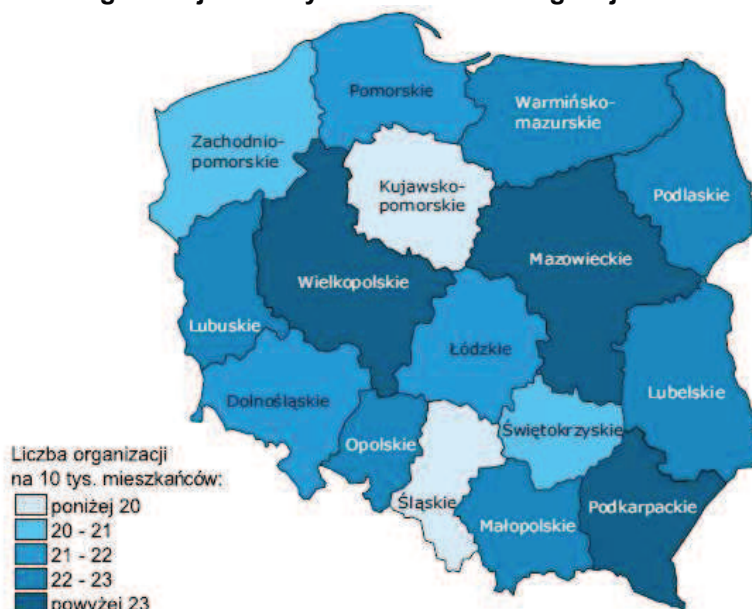 Pomorskie
Warmińsko-
mazurskie
Zachodnio-
pomorskie
Kujawsko-
pomorskie
Podlaskie
Mazowieckie
Wielkopolskie
Lubuskie
Łódzkie
Lubelskie
Dolnośląskie
Świętokrzyskie
Opolskie
Śląskie
Podkarpackie
Małopolskie
Liczba organizacji
na 10 tys. mieszkańców:
poniżej 20
20 - 21
21 - 22
22 - 23
powyżej 23